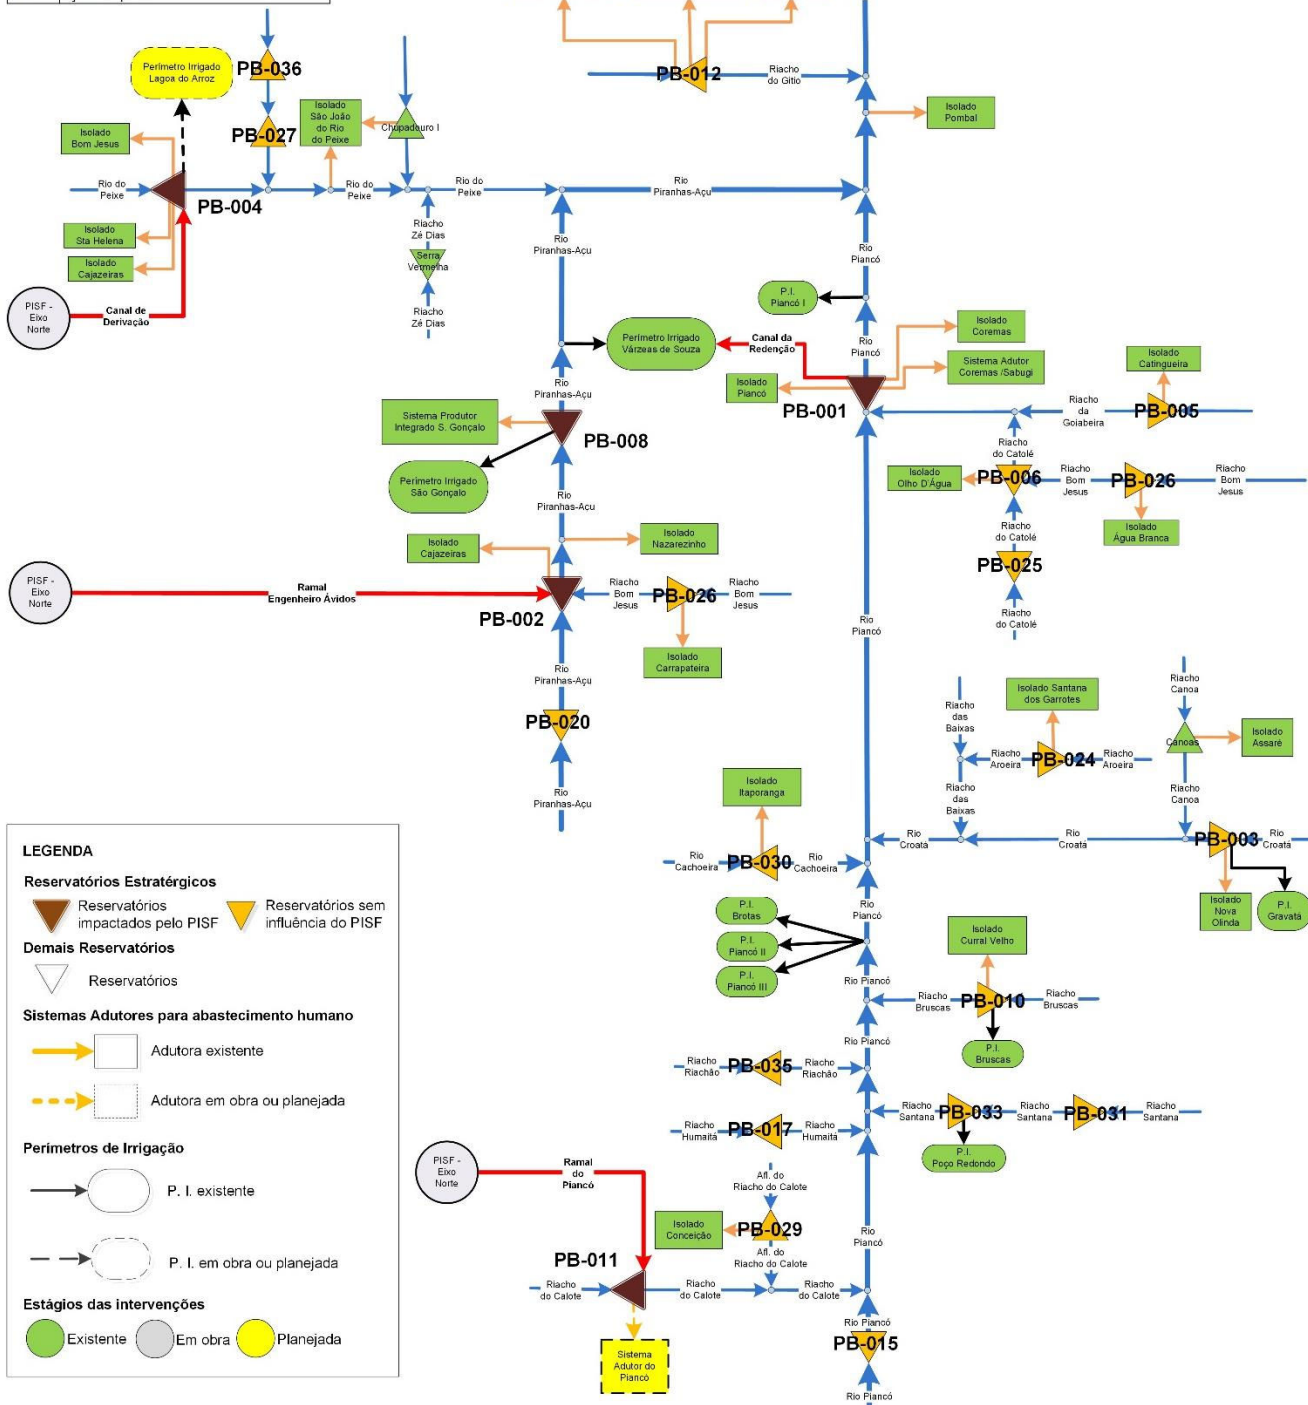 Perímetro Irrigado
Lagoa do Arroz
PB-036
PB-012
Riacho
do Gitio
Isolado
Pombal
Isolado
São João
do Rio
do Peixe
Chupadouro I
PB-027
Isolado
Bom Jesus
Rio do
Peixe
PB-004
Rio do
Peixe
Rio do
Peixe
Rio
Piranhas-Açu
Isolado
Sta Helena
Isolado
Cajazeiras
Riacho
Zé Dias
Serra
Vermelha
Riacho
Zé Dias
Rio
Piranhas-Açu
Rio
Piancó
PISF -
Eixo
Norte
Canal de
Derivação
P.I.
Piancó I
Perímetro Irrigado
Várzeas de Souza
Canal da
Redenção
Rio
Piancó
Isolado
Coremas
Sistema Adutor
Coremas /Sabugi
Isolado
Catingueira
Isolado
Piancó
PB-001
Rio
Piranhas-Açu
Riacho
da
Goiabeira
PB-005
Sistema Produtor
Integrado S. Gonçalo
PB-008
Riacho
do Catolé
Isolado
Olho D'Água
PB-006
Riacho
Bom
Jesus
PB-026
Riacho
Bom
Jesus
Perímetro Irrigado
São Gonçalo
Rio
Piranhas-Açu
Riacho
do Catolé
Isolado
Água Branca
Isolado
Cajazeiras
Isolado
Nazarezinho
PB-025
PISF -
Eixo
Norte
Ramal
Engenheiro Ávidos
PB-002
Riacho
Bom
Jesus
PB-026
Riacho
Bom
Jesus
Riacho
do Catolé
Rio
Piancó
Isolado
Carrapateira
Rio
Piranhas-Açu
PB-020
Riacho
das
Baixas
Isolado Santana
dos Garrotes
Riacho
Canoa
Canoas
Isolado
Assaré
Riacho
Aroeira
PB-024
Riacho
Aroeira
Rio
Piranhas-Açu
Isolado
Itaporanga
Riacho
das
Baixas
Riacho
Canoa
Rio
Croatá
Rio
Croatá
PB-003
Rio
Croatá
Rio
Cachoeira
PB-030
Rio
Cachoeira
Isolado
Nova
Olinda
P.I.
Gravatá
P.I.
Brotas
P.I.
Piancó II
P.I.
Piancó III
Rio
Piancó
Isolado
Curral Velho
Rio Piancó
Riacho
Bruscas
PB-010
Riacho
Bruscas
P.I.
Bruscas
Rio Piancó
Riacho
Riachão
PB-035
Riacho
Riachão
Riacho
Santana
PB-033
Riacho
Santana
PB-031
Riacho
Santana
Riacho
Humaitá
PB-017
Riacho
Humaitá
P.I.
Poço Redondo
PISF -
Eixo
Norte
Ramal
do
Piancó
Afl. do
Riacho do Calote
Isolado
Conceição
PB-029
Afl. do
Riacho do Calote
Rio
Piancó
PB-011
Riacho
do Calote
Riacho
do Calote
Riacho
do Calote
Rio Piancó
PB-015
Rio Piancó
Sistema
Adutor do
Piancó
LEGENDA
Reservatórios Estratérgicos
Reservatórios
impactados pelo PISF
Reservatórios sem
influência do PISF
Demais Reservatórios
Reservatórios
Sistemas Adutores para abastecimento humano
Adutora existente
Adutora em obra ou planejada
Perímetros de Irrigação
P. I. existente
P. I. em obra ou planejada
Estágios das intervenções
Existente
Em obra
Planejada